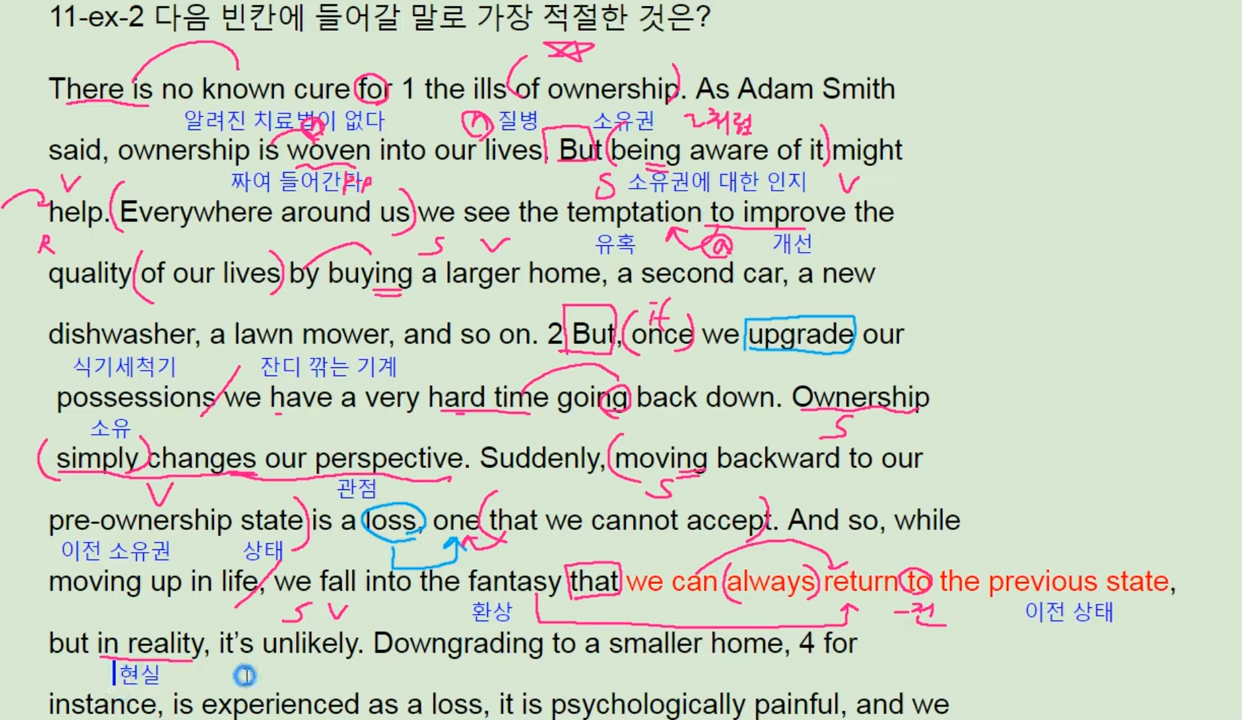 11-ex-2 다음 빈칸에 들어갈 말로 가장 적절한 것은?
There is no known cure for 1 the ills of ownership. As Adam Smith
알려진 치료법이 없다 n 질병 소유권 ~처럼
said, ownership is woven into our lives. But being aware of it might
V 짜여 들어간다 PP S 소유권에 대한 인지 V
help. Everywhere around us we see the temptation to improve the
R S V 유혹 a 개선
quality of our lives by buying a larger home, a second car, a new
dishwasher, a lawn mower, and so on. 2 But, once we upgrade our
if
식기세척기 잔디 깎는 기계
possessions we have a very hard time going back down. Ownership
소유 S
simply changes our perspective. Suddenly, moving backward to our
V 관점 S
pre-ownership state is a loss, one that we cannot accept. And so, while
이전 소유권 상태
moving up in life, we fall into the fantasy that we can always return to the previous state,
S V 환상 -전 이전 상태
but in reality, it's unlikely. Downgrading to a smaller home, 4 for
현실
instance, is experienced as a loss, it is psychologically painful, and we